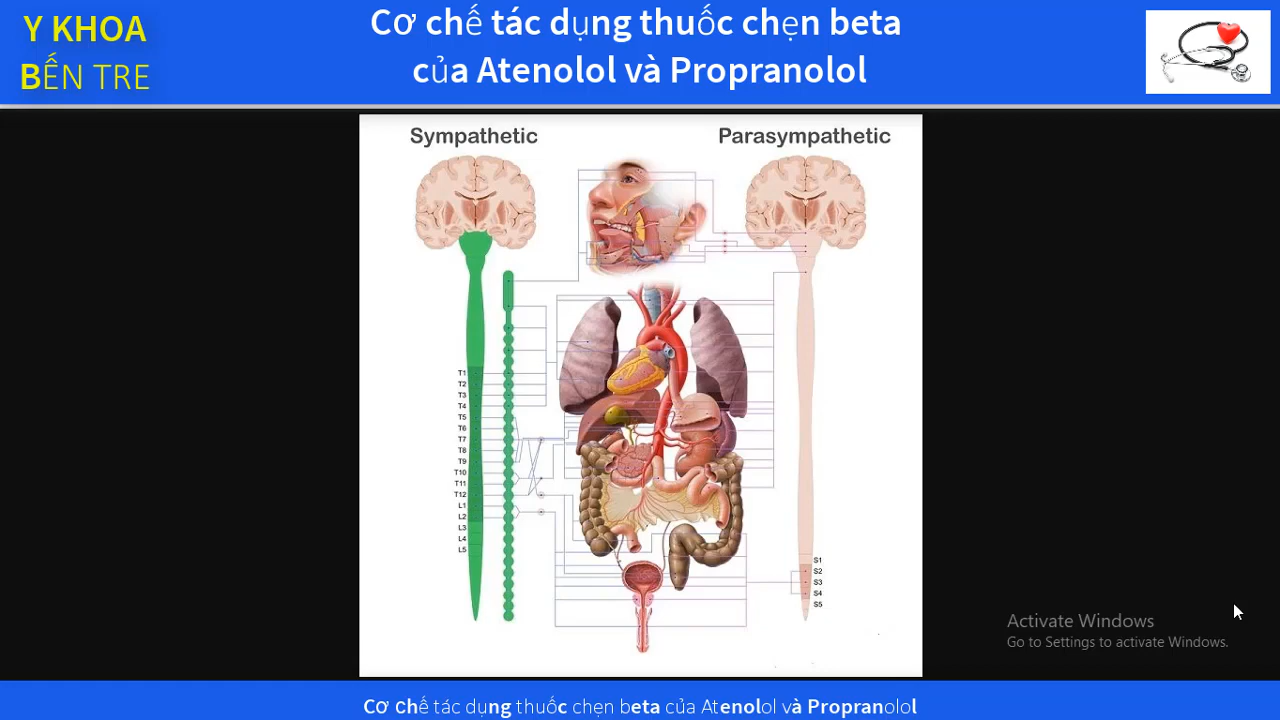 Y KHOA
BẾN TRE
Cơ chế tác dụng thuốc chẹn beta
của Atenolol và Propranolol
Sympathetic
Parasympathetic
T1
T2
T3
T4
T5
T6
T7
T8
T9
T10
T11
T12
L1
L2
L3
L4
L5
S1
S2
S3
S4
S5
Activate Windows
Go to Settings to activate Windows.
Cơ chế tác dụng thuốc chẹn beta của Atenolol và Propranolol